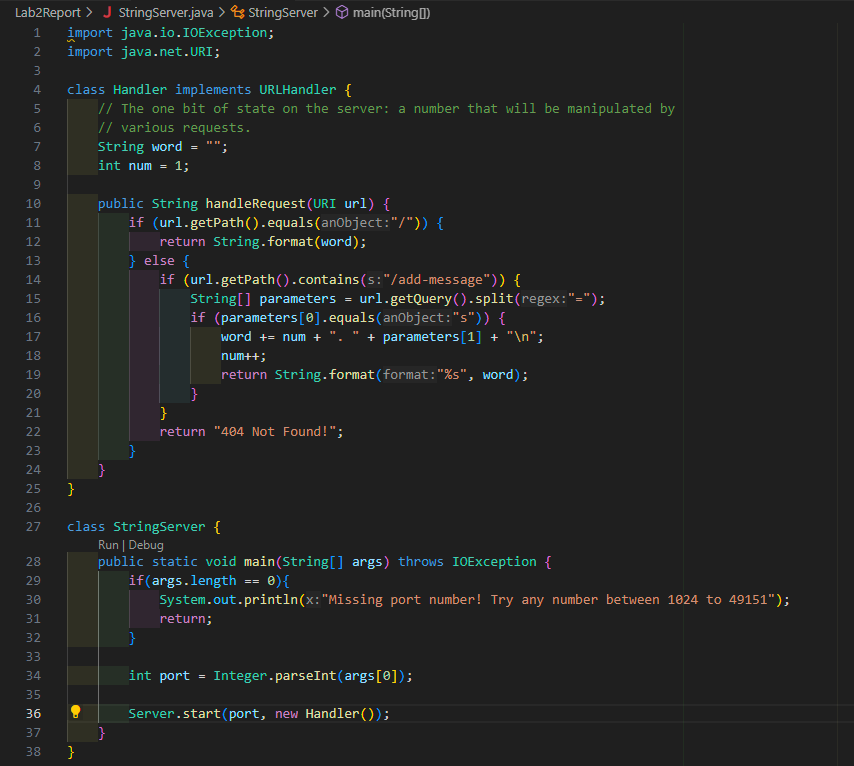 Lab2Report > J StringServer.java > StringServer > main(String[])
1 import java.io.IOException;
2 import java.net.URI;
3
4 class Handler implements URLHandler {
5 // The one bit of state on the server: a number that will be manipulated by
6 // various requests.
7 String word = "";
8 int num = 1;
9
10 public String handleRequest(URI url) {
11 if (url.getPath().equals(anObject:"/")) {
12 return String.format(word);
13 } else {
14 if (url.getPath().contains(s:"/add-message")) {
15 String[] parameters = url.getQuery().split(regex:"=");
16 if (parameters[0].equals(anObject:"s")) {
17 word += num + ". " + parameters[1] + "\n";
18 num++;
19 return String.format(format:"%s", word);
20 }
21 }
22 return "404 Not Found!";
23 }
24 }
25 }
26
27 class StringServer {
Run | Debug
28 public static void main(String[] args) throws IOException {
29 if(args.length == 0){
30 System.out.println(x:"Missing port number! Try any number between 1024 to 49151");
31 return;
32 }
33
34 int port = Integer.parseInt(args[0]);
35
36 Server.start(port, new Handler());
37 }
38 }